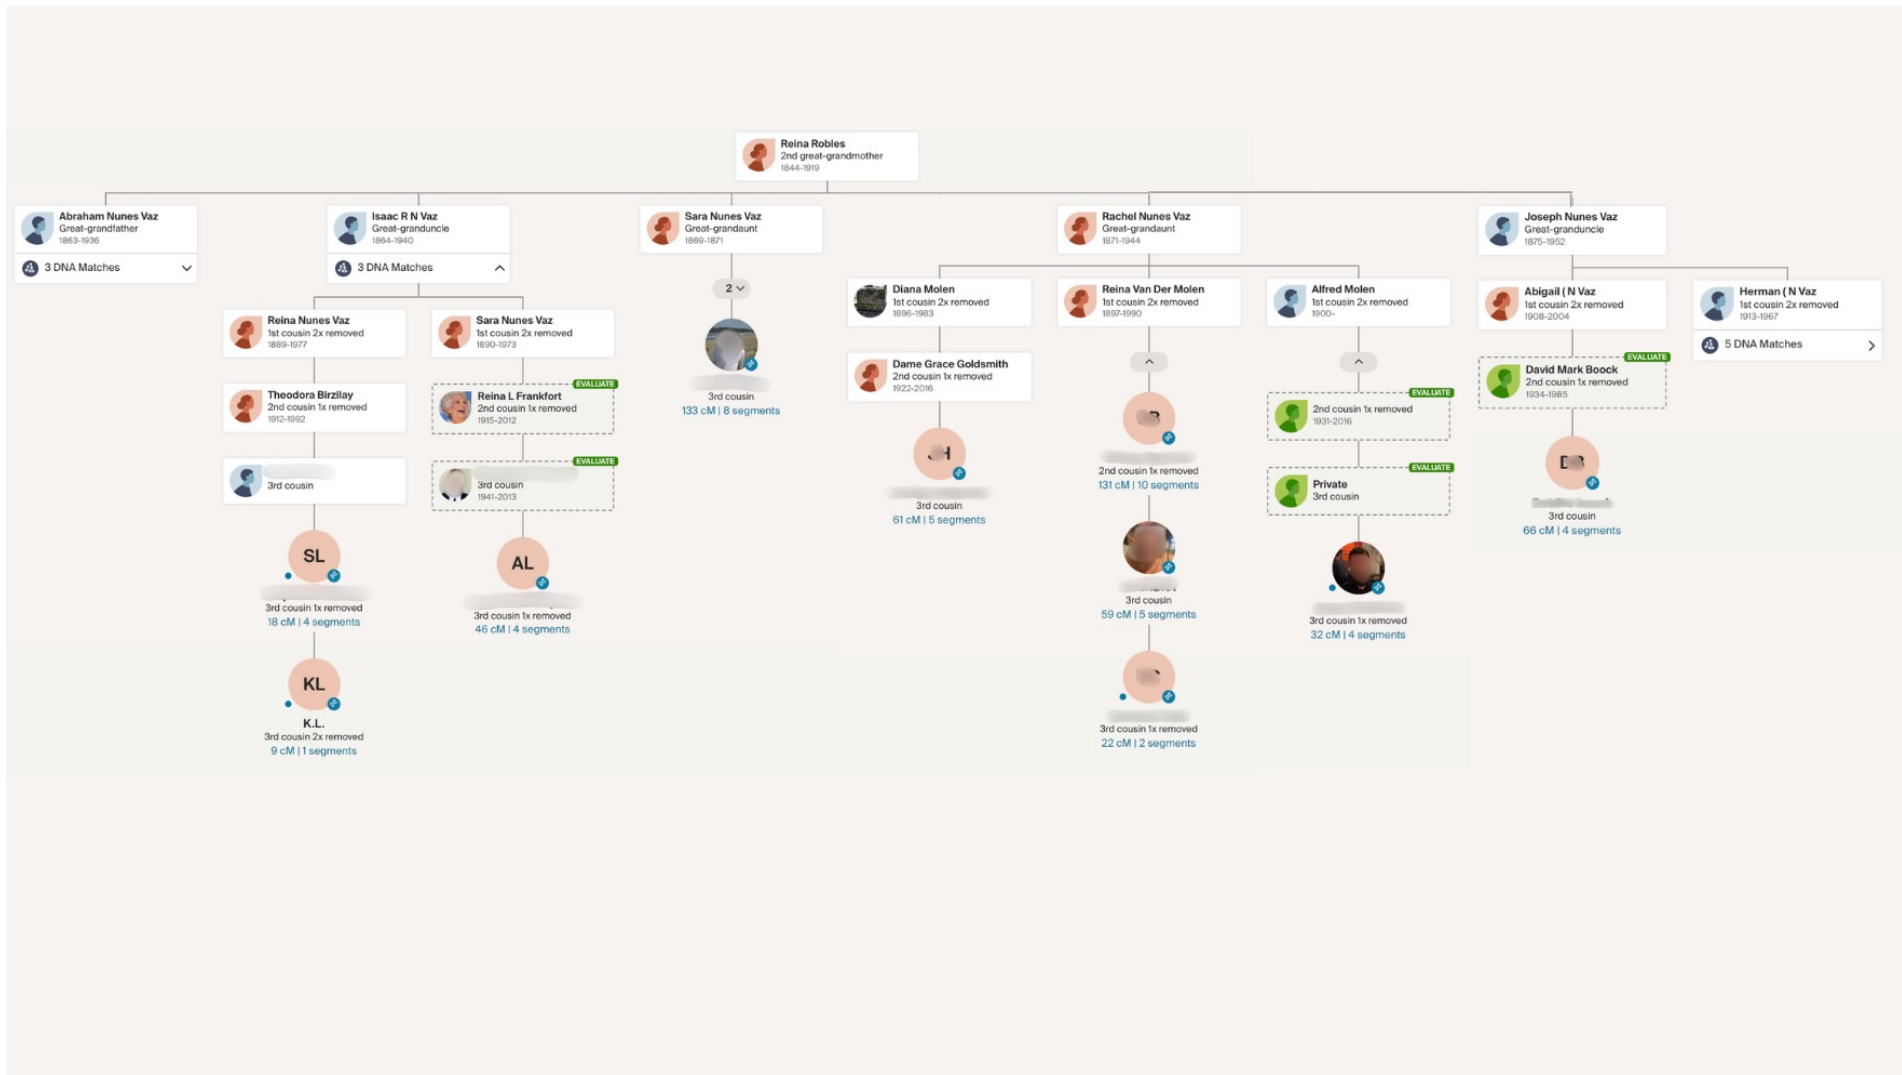 Reina Robles
2nd great-grandmother
1844-1919
Abraham Nunes Vaz
Great-grandfather
1863-1936
3 DNA Matches
Isaac R N Vaz
Great-granduncle
1864-1940
3 DNA Matches
Sara Nunes Vaz
Great-grandaunt
1869-1871
Rachel Nunes Vaz
Great-grandaunt
1871-1944
Joseph Nunes Vaz
Great-granduncle
1875-1952
Reina Nunes Vaz
1st cousin 2x removed
1889-1977
Theodora Birzilay
2nd cousin 1x removed
1912-1992
3rd cousin
SL
3rd cousin 1x removed
18 cM | 4 segments
KL
K.L.
3rd cousin 2x removed
9 cM | 1 segments
Sara Nunes Vaz
1st cousin 2x removed
1890-1973
EVALUATE
Reina L Frankfort
2nd cousin 1x removed
1915-2012
EVALUATE
3rd cousin
1941-2013
AL
3rd cousin 1x removed
46 cM | 4 segments
2
3rd cousin
133 cM | 8 segments
Diana Molen
1st cousin 2x removed
1896-1983
Dame Grace Goldsmith
2nd cousin 1x removed
1922-2016
3rd cousin
61 cM | 5 segments
Reina Van Der Molen
1st cousin 2x removed
1897-1990
2nd cousin 1x removed
131 cM | 10 segments
3rd cousin
59 cM | 5 segments
3rd cousin 1x removed
22 cM | 2 segments
Alfred Molen
1st cousin 2x removed
1900-
EVALUATE
2nd cousin 1x removed
1931-2016
EVALUATE
Private
3rd cousin
3rd cousin 1x removed
32 cM | 4 segments
Abigail ( N Vaz
1st cousin 2x removed
1908-2004
EVALUATE
David Mark Boock
2nd cousin 1x removed
1934-1985
3rd cousin
66 cM | 4 segments
Herman ( N Vaz
1st cousin 2x removed
1913-1967
5 DNA Matches